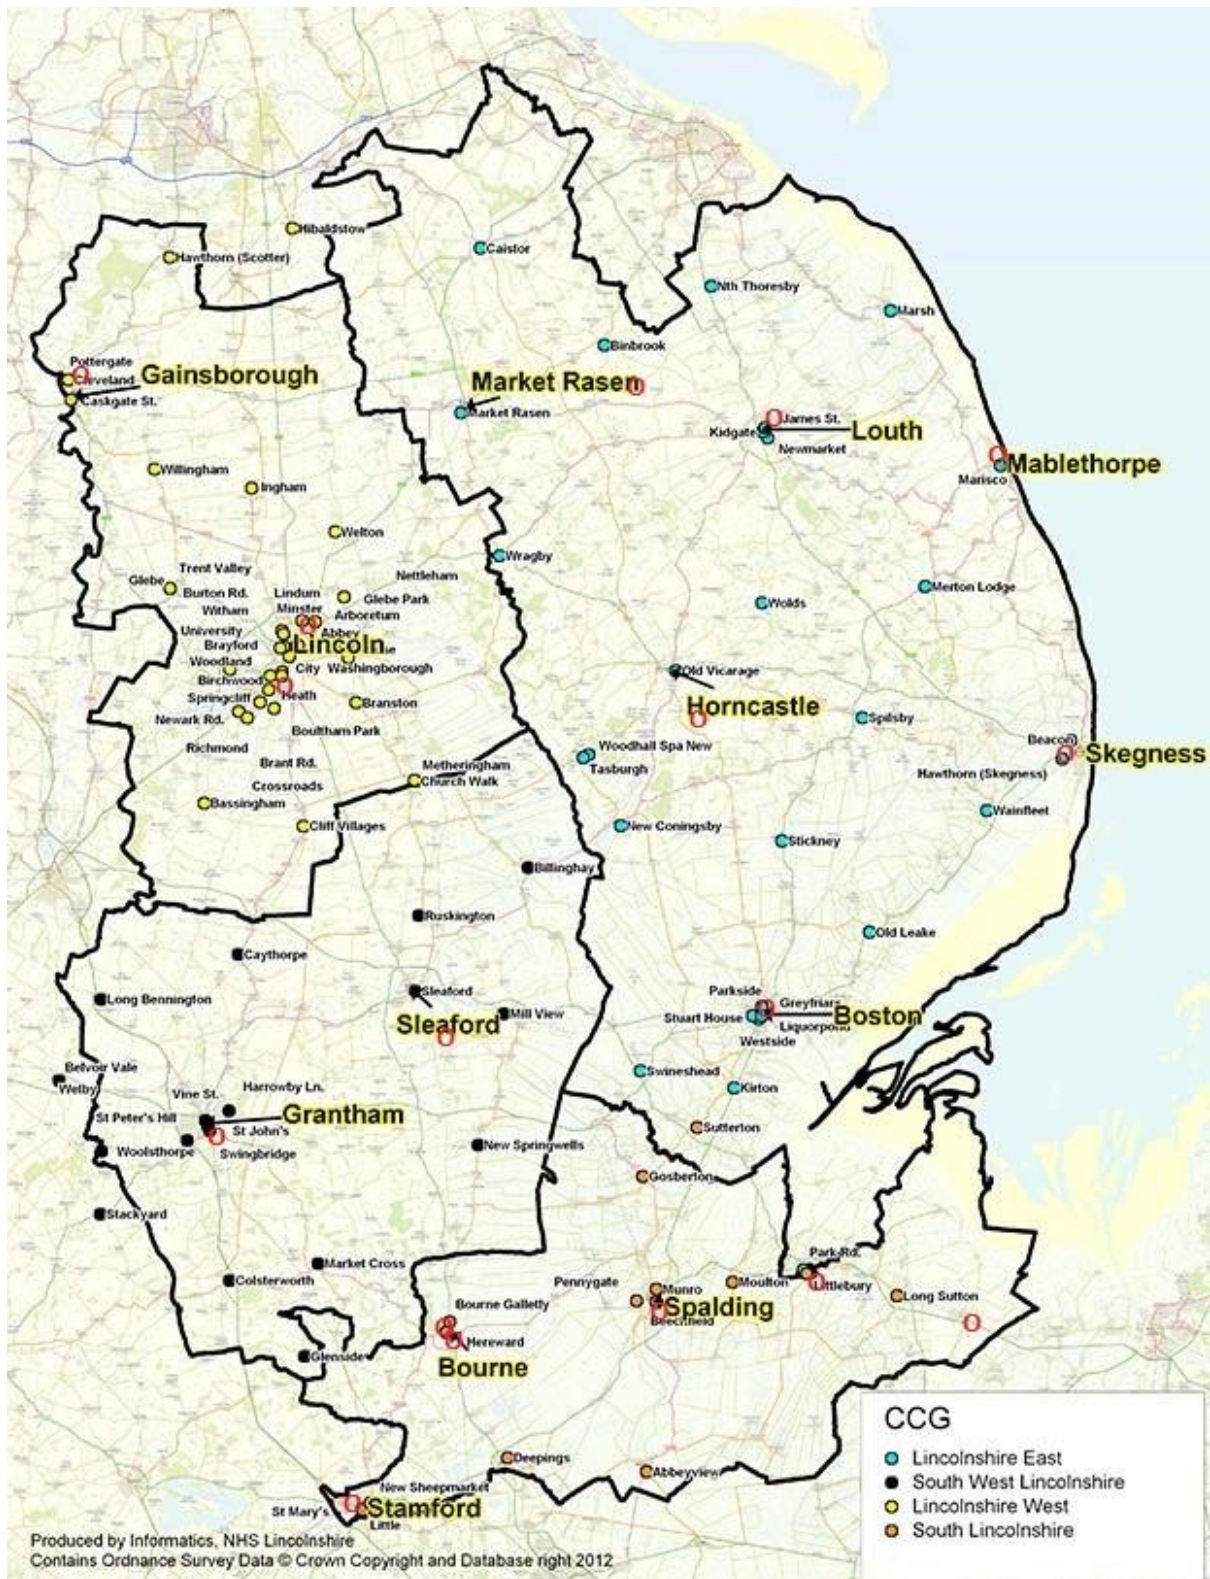 Hibaldstow
Hawthorn (Scotter)
Caistor
Nth Thoresby
Marsh
Binbrook
Pottergate
Cleveland
Gainsborough
Caskgate St.
Market Rasen
Market Rasen
James St.
Kidgate
Louth
Newmarket
Mablethorpe
Marisco
Willingham
Ingham
Welton
Wragby
Nettleham
Trent Valley
Glebe
Burton Rd.
Lindum
Glebe Park
Merton Lodge
Witham
Minster
Arboretum
Wolds
University
Abbey
Brayford
Lincoln
Woodland
City
Washingborough
Old Vicarage
Birchwood
Heath
Springcliff
Branston
Horncastle
Newark Rd.
Boultham Park
Spilsby
Richmond
Brant Rd.
Metheringham
Woodhall Spa New
Tasburgh
Beacon
Skegness
Hawthorn (Skegness)
Crossroads
Church Walk
Bassingham
Cliff Villages
New Coningsby
Wainfleet
Stickney
Billinghay
Ruskington
Old Leake
Caythorpe
Long Bennington
Sleaford
Mill View
Sleaford
Parkside
Greyfriars
Stuart House
Boston
Liquorpond
Westside
Belvoir Vale
Welby
Vine St.
Harrowby Ln.
Swineshead
Kirton
St Peter's Hill
Grantham
St John's
Sutterton
Woolsthorpe
Swingbridge
New Springwells
Gosberton
Stackyard
Market Cross
Colsterworth
Park Rd.
Pennygate
Munro
Moulton
Littlebury
Long Sutton
Spalding
Beechfield
Bourne Galletly
Hereward
Glenside
Bourne
Deepings
Abbeyview
New Sheepmarket
St Mary's
Stamford
Little
CCG
Lincolnshire East
South West Lincolnshire
Lincolnshire West
South Lincolnshire
Produced by Informatics, NHS Lincolnshire
Contains Ordnance Survey Data © Crown Copyright and Database right 2012